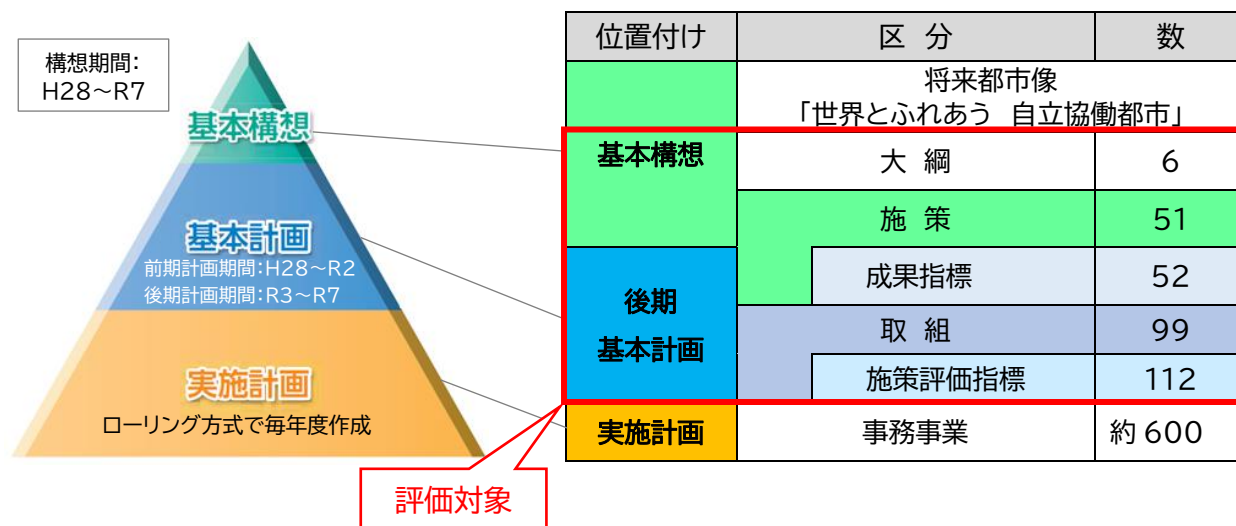 構想期間：
H28～R7
基本構想
基本計画
前期計画期間：H28～R2
後期計画期間：R3～R7
実施計画
ローリング方式で毎年度作成
評価対象
位置付け 区 分 数
将来都市像
「世界とふれあう 自立協働都市」
基本構想 大 綱 6
施 策 51
成果指標 52
後期
基本計画
取 組 99
施策評価指標 112
実施計画 事務事業 約600